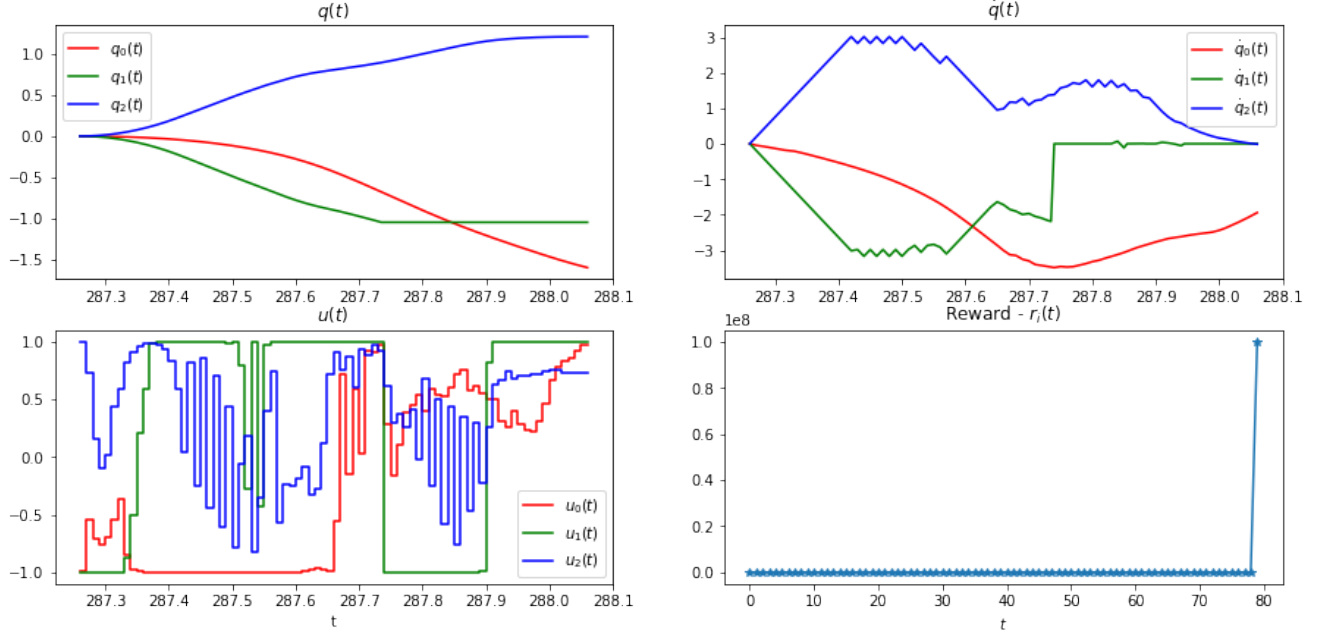 q(t)
1.0
0.5
0.0
−0.5
−1.0
−1.5
q₀(t)
q₁(t)
q₂(t)
287.3 287.4 287.5 287.6 287.7 287.8 287.9 288.0 288.1
q̇(t)
3
2
1
0
−1
−2
−3
q̇₀(t)
q̇₁(t)
q̇₂(t)
287.3 287.4 287.5 287.6 287.7 287.8 287.9 288.0 288.1
u(t)
1.0
0.5
0.0
−0.5
−1.0
u₀(t)
u₁(t)
u₂(t)
287.3 287.4 287.5 287.6 287.7 287.8 287.9 288.0 288.1
t
Reward - rᵢ(t)
1e8
1.0
0.8
0.6
0.4
0.2
0.0
0 10 20 30 40 50 60 70 80
t